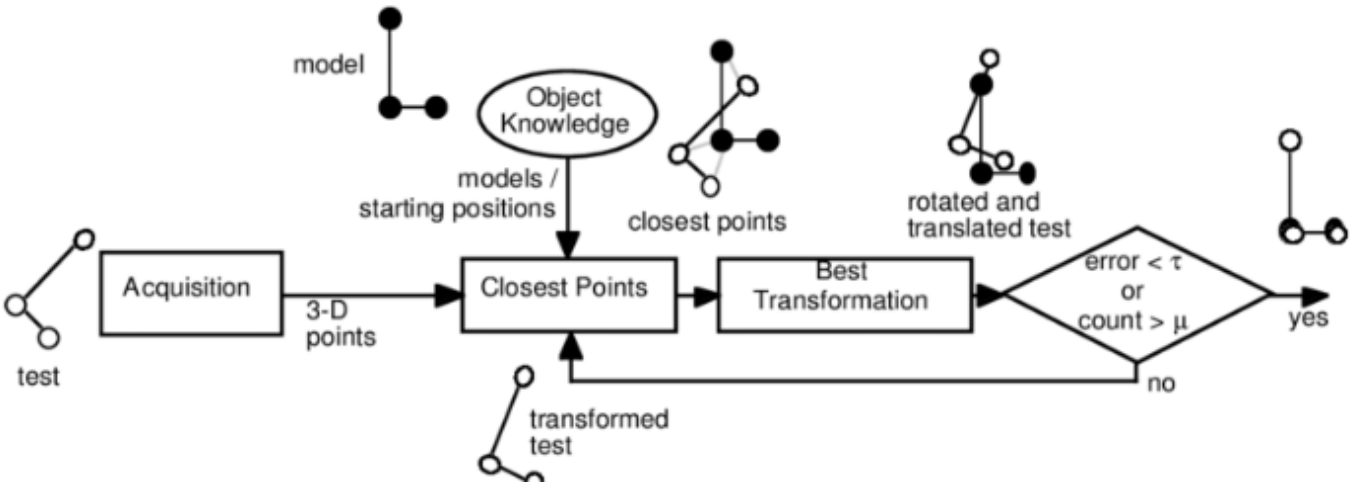 model
Object
Knowledge
models /
starting positions
closest points
rotated and
translated test
test
Acquisition
3-D
points
Closest Points
Best
Transformation
error < τ
or
count > μ
yes
no
transformed
test